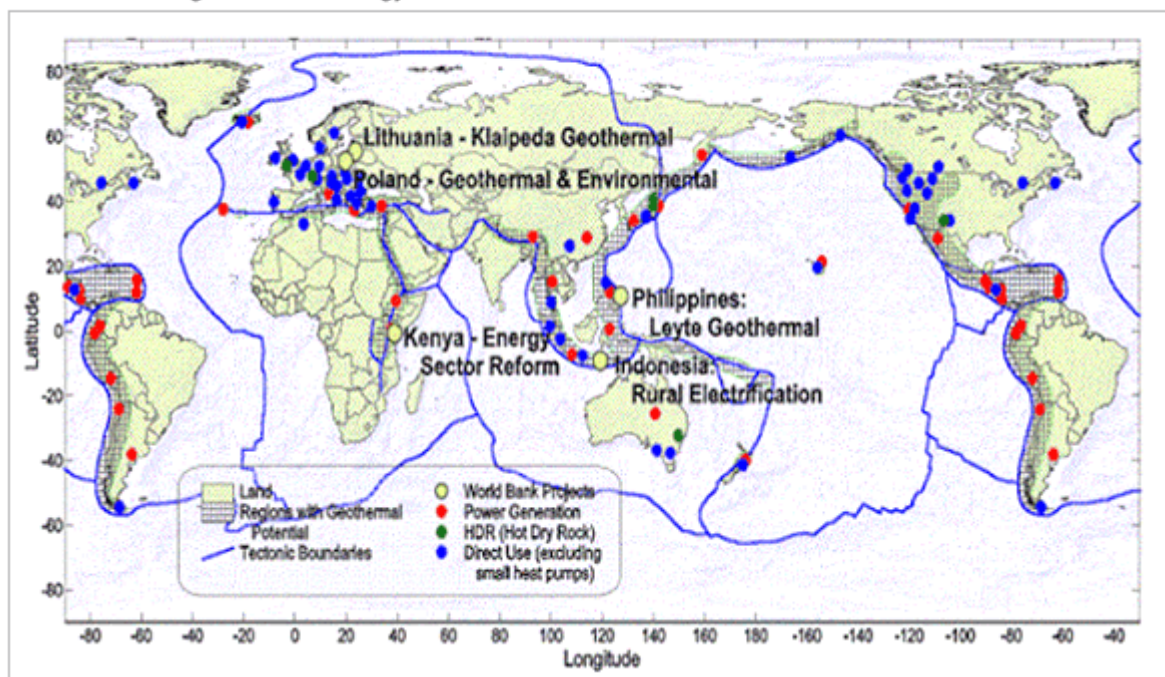 80
60
40
20
0
-20
-40
-60
-80
Latitude
Lithuania - Klaipeda Geothermal
Poland - Geothermal & Environmental
Philippines:
Leyte Geothermal
Kenya - Energy
Sector Reform
Indonesia:
Rural Electrification
Land
Regions with Geothermal
Potential
Tectonic Boundaries
World Bank Projects
Power Generation
HDR (Hot Dry Rock)
Direct Use (excluding
small heat pumps)
-80 -60 -40 -20 0 20 40 60 80 100 120 140 160 -160 -140 -120 -100 -80 -60 -40
Longitude